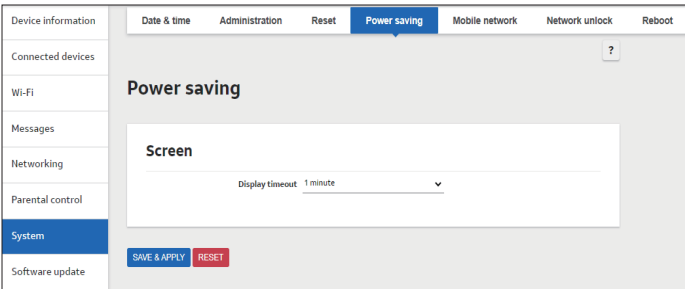 Device information
Connected devices
Wi-Fi
Messages
Networking
Parental control
System
Software update
Date & time Administration Reset Power saving Mobile network Network unlock Reboot
?
Power saving
Screen
Display timeout 1 minute
SAVE & APPLY RESET